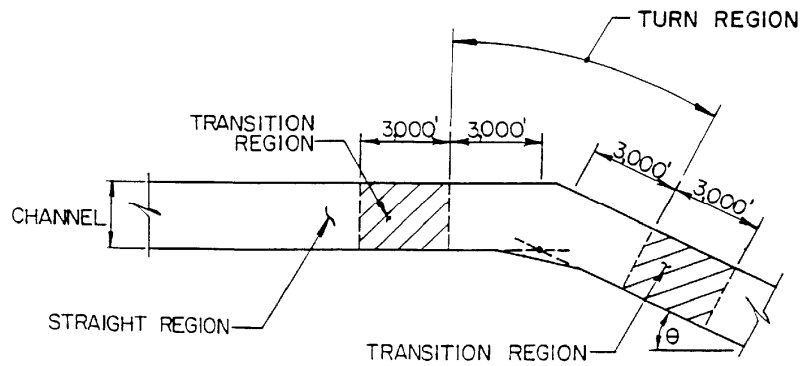 TURN REGION
TRANSITION
REGION
3,000'
3,000'
3,000'
3,000'
CHANNEL
STRAIGHT REGION
TRANSITION REGION
θ